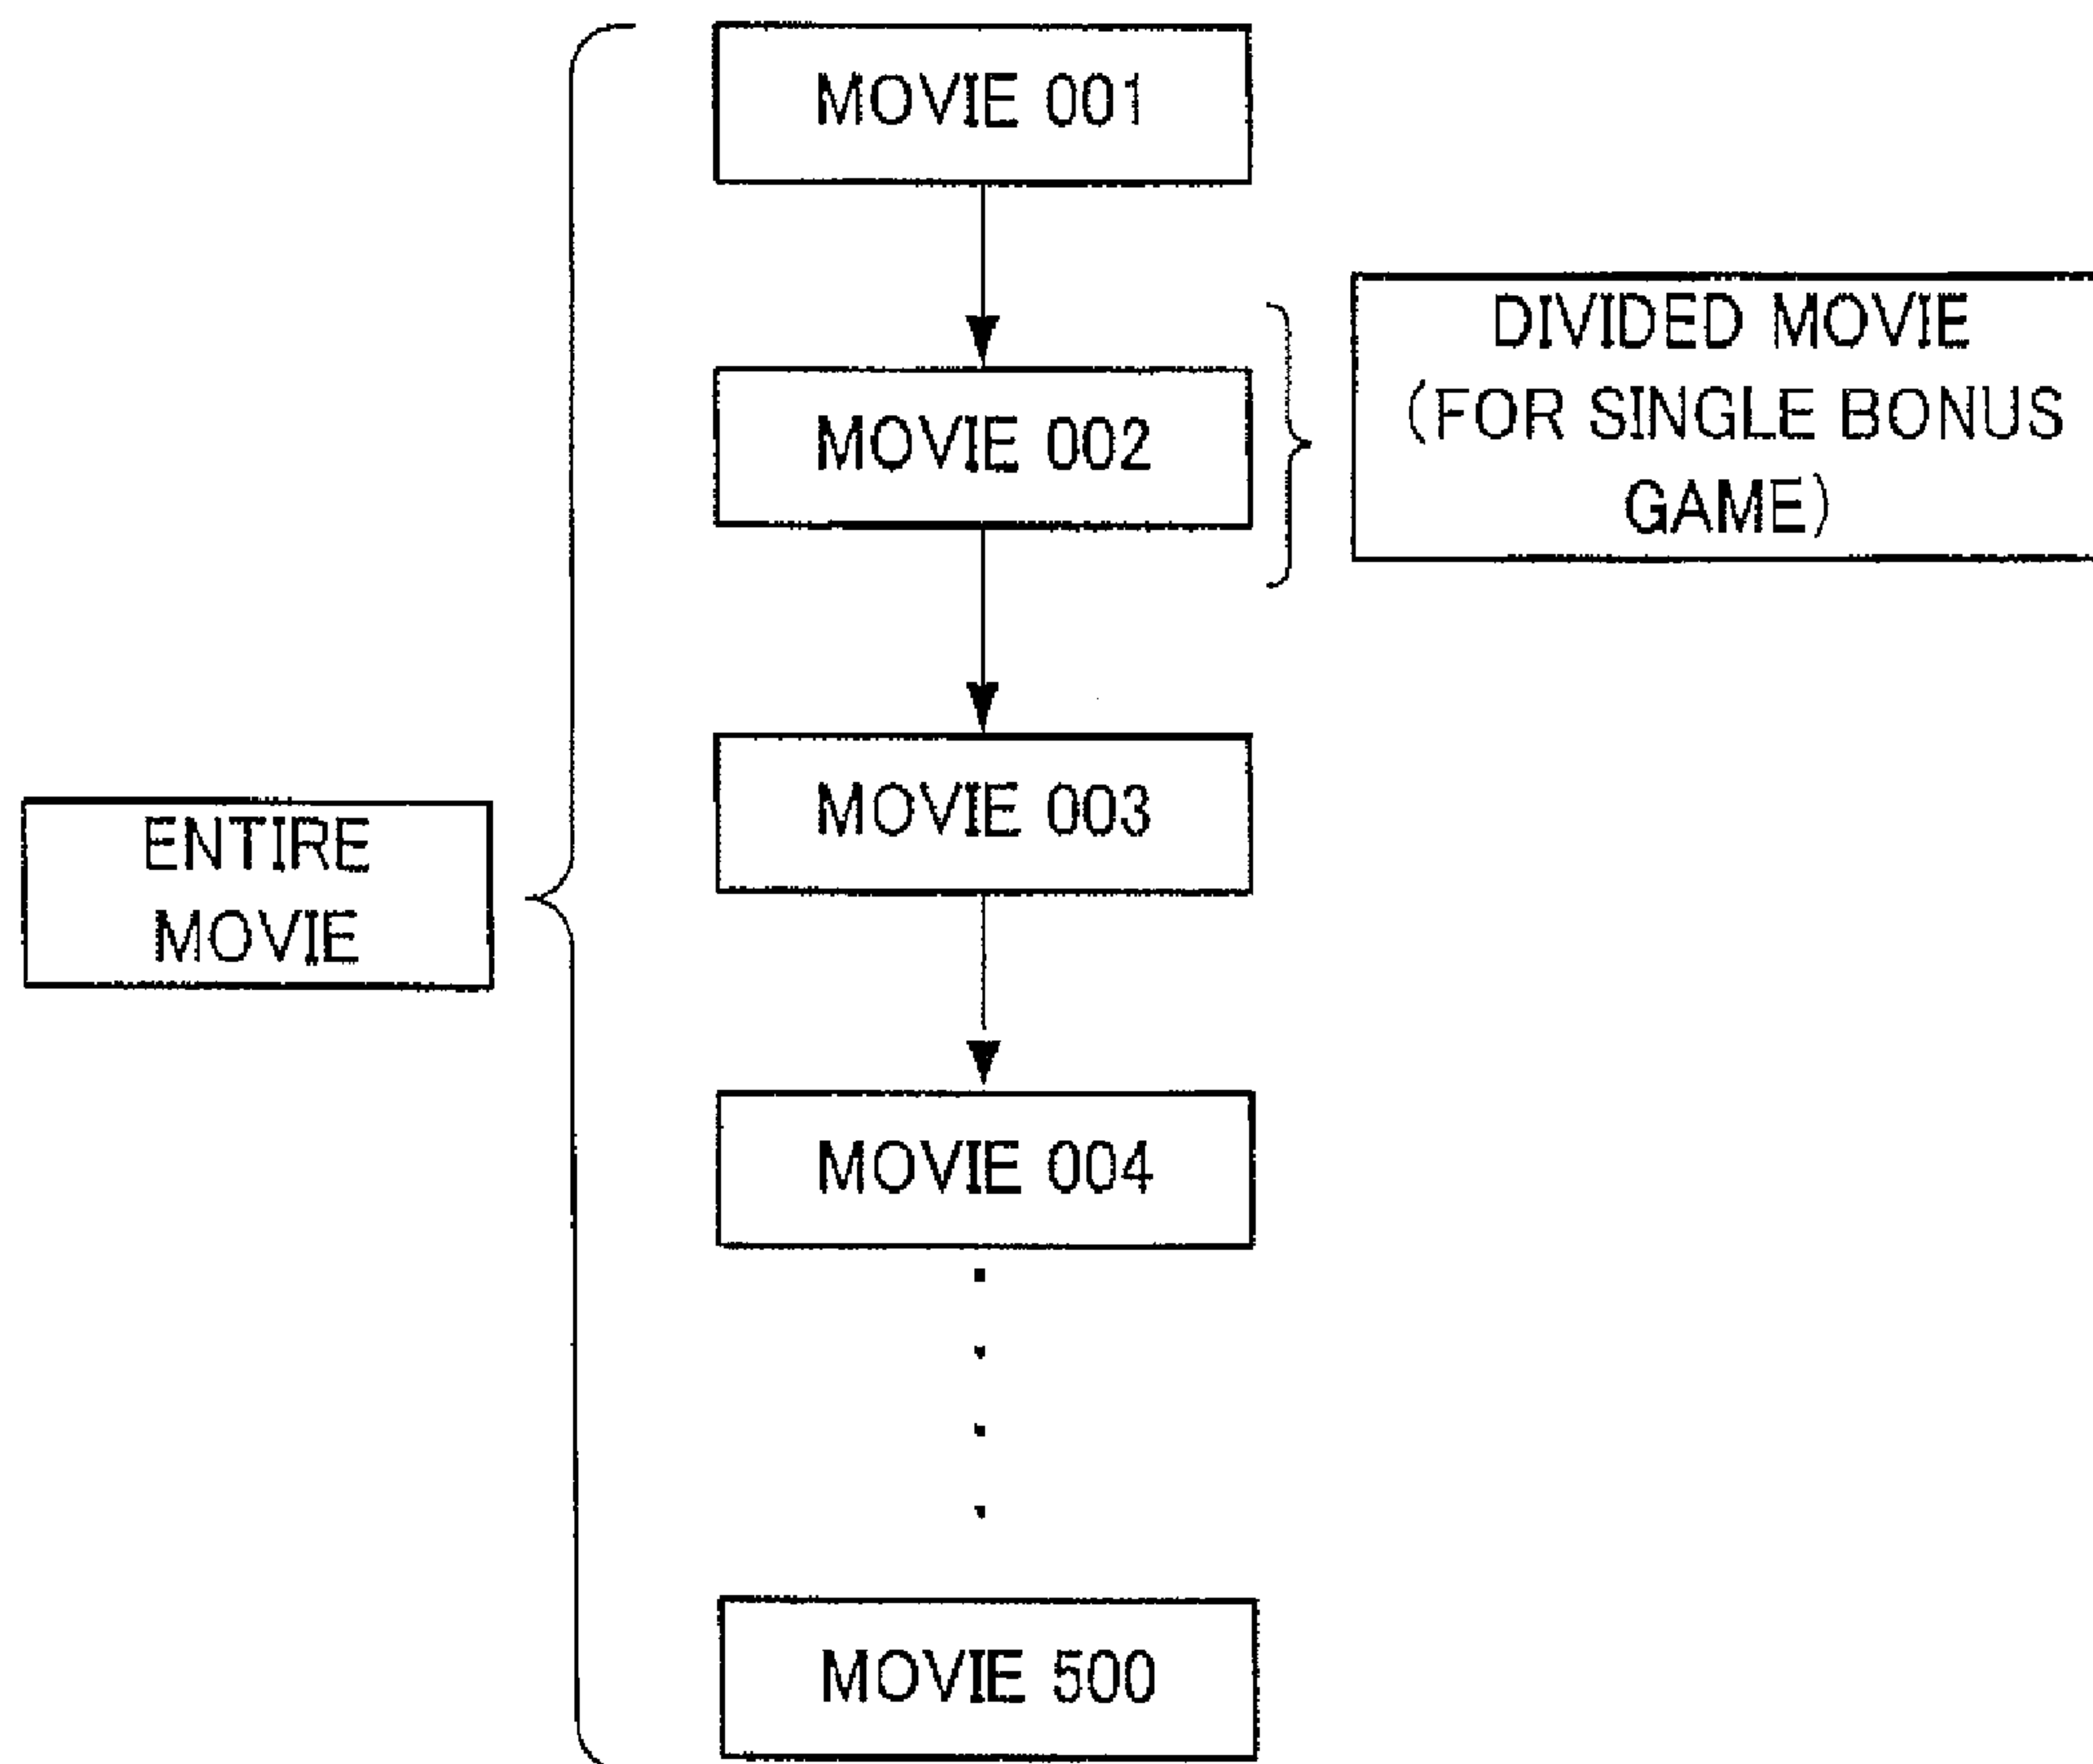 MOVIE 001
MOVIE 002
DIVIDED MOVIE
(FOR SINGLE BONUS
GAME)
MOVIE 003
ENTIRE
MOVIE
MOVIE 004
MOVIE 500